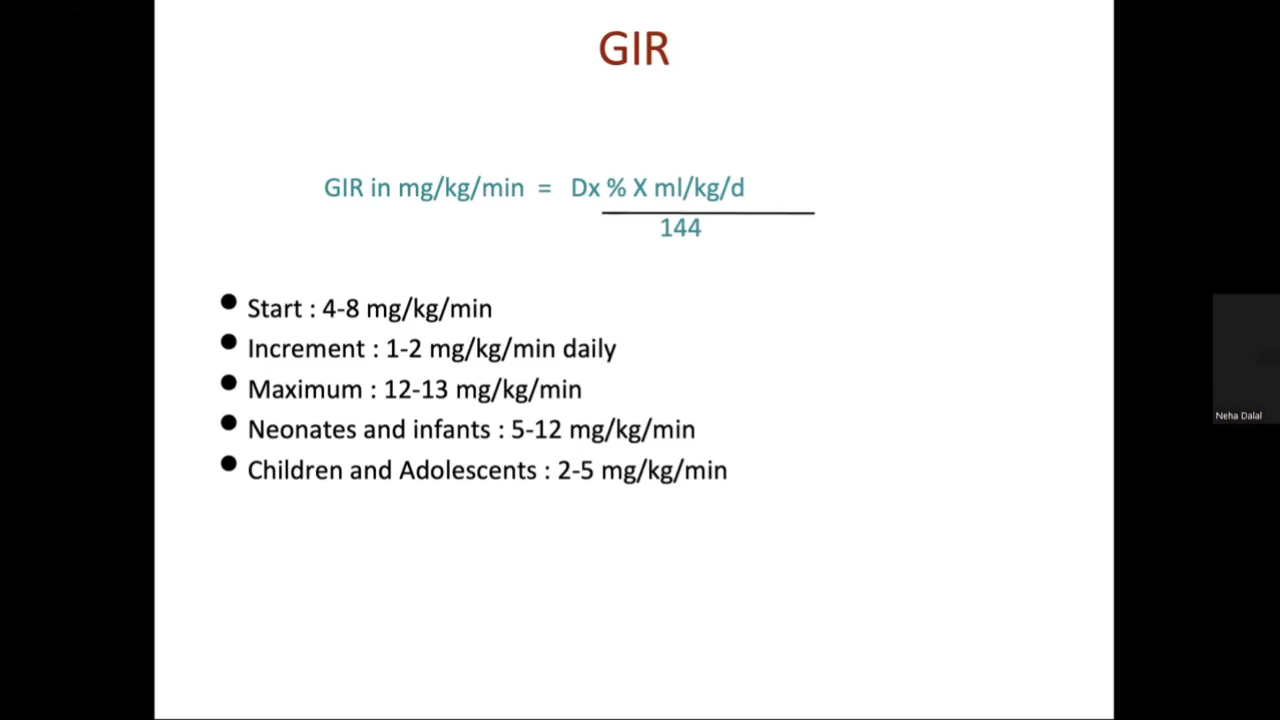 GIR
GIR in mg/kg/min = Dx % X ml/kg/d
144
● Start : 4-8 mg/kg/min
● Increment : 1-2 mg/kg/min daily
● Maximum : 12-13 mg/kg/min
● Neonates and infants : 5-12 mg/kg/min
● Children and Adolescents : 2-5 mg/kg/min
Neha Dalal